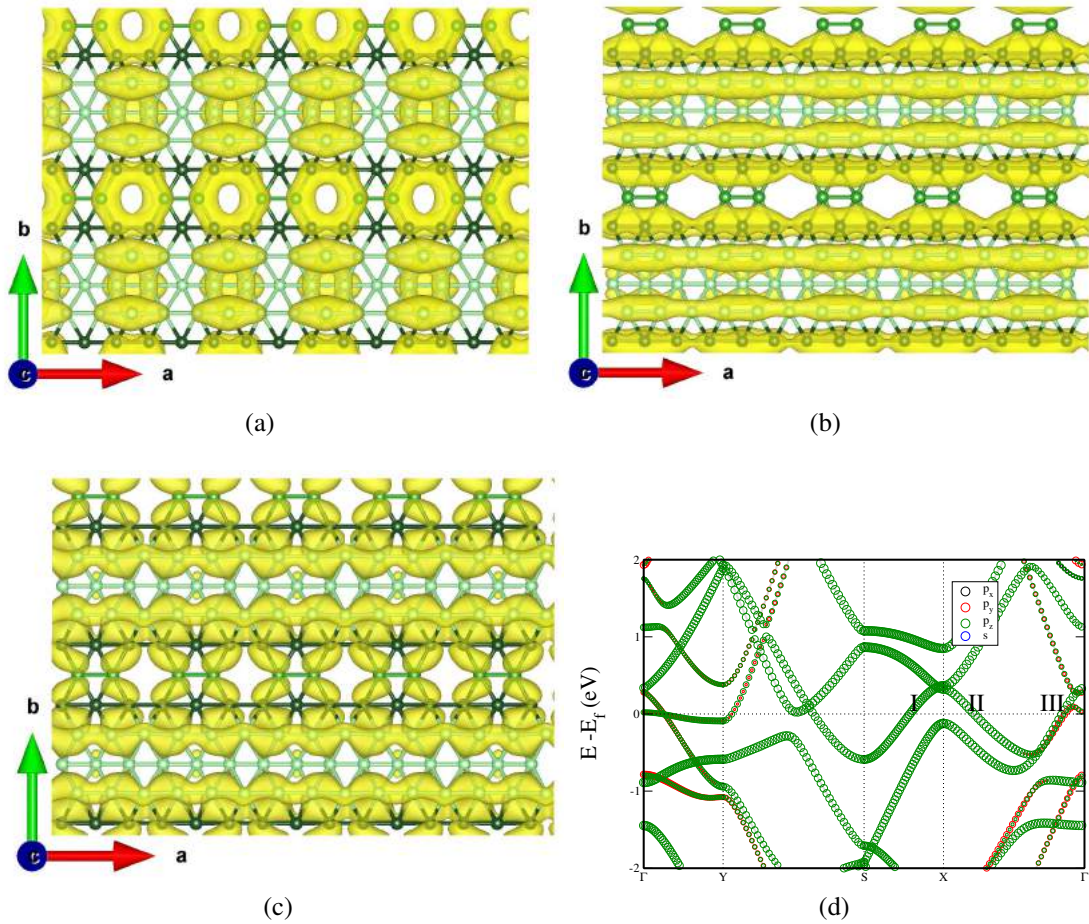 b
c
a
(a)
b
c
a
(b)
b
c
a
(c)
E -E_f (eV)
2
1
0
-1
-2
Γ
Y
S
X
Γ
I
II
III
p_x
p_y
p_z
s
(d)